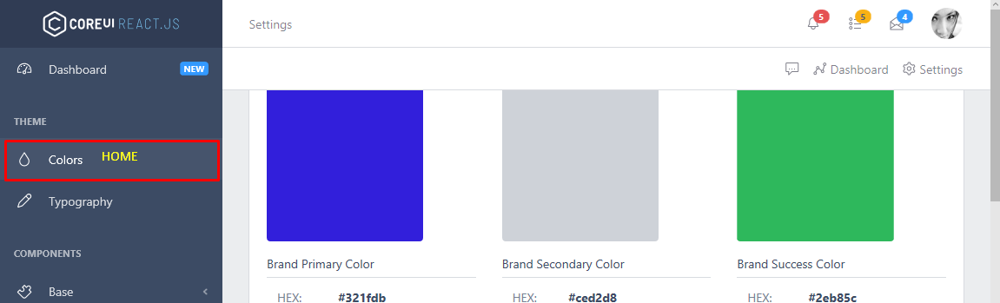 COREUI REACT.JS
Settings
5
5
4
Dashboard NEW
Dashboard
Settings
THEME
Colors HOME
Typography
COMPONENTS
Base
Brand Primary Color
Brand Secondary Color
Brand Success Color
HEX: #321fdb
HEX: #ced2d8
HEX: #2eb85c